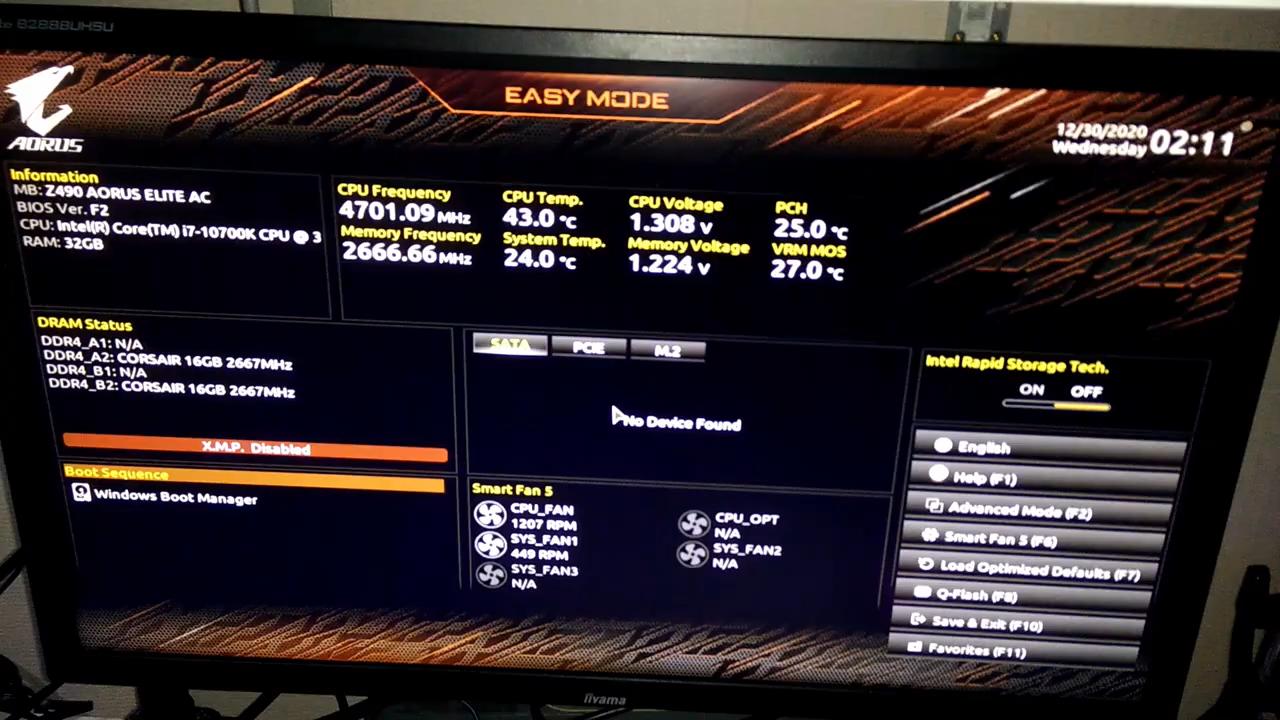 B2888UHSU
EASY MODE
AORUS
12/30/2020
Wednesday
02:11
Information
MB: Z490 AORUS ELITE AC
BIOS Ver. F2
CPU: Intel(R) Core(TM) i7-10700K CPU @ 3
RAM: 32GB
CPU Frequency
4701.09 MHz
Memory Frequency
2666.66 MHz
CPU Temp.
43.0 °C
System Temp.
24.0 °C
CPU Voltage
1.308 V
Memory Voltage
1.224 V
PCH
25.0 °C
VRM MOS
27.0 °C
DRAM Status
DDR4_A1: N/A
DDR4_A2: CORSAIR 16GB 2667MHz
DDR4_B1: N/A
DDR4_B2: CORSAIR 16GB 2667MHz
X.M.P. Disabled
Boot Sequence
Windows Boot Manager
SATA
PCIE
M.2
No Device Found
Smart Fan 5
CPU_FAN
1207 RPM
SYS_FAN1
449 RPM
SYS_FAN3
N/A
CPU_OPT
N/A
SYS_FAN2
N/A
Intel Rapid Storage Tech.
ON OFF
English
Help (F1)
Advanced Mode (F2)
Smart Fan 5 (F6)
Load Optimized Defaults (F7)
Q-Flash (F8)
Save & Exit (F10)
Favorites (F11)
iiyama